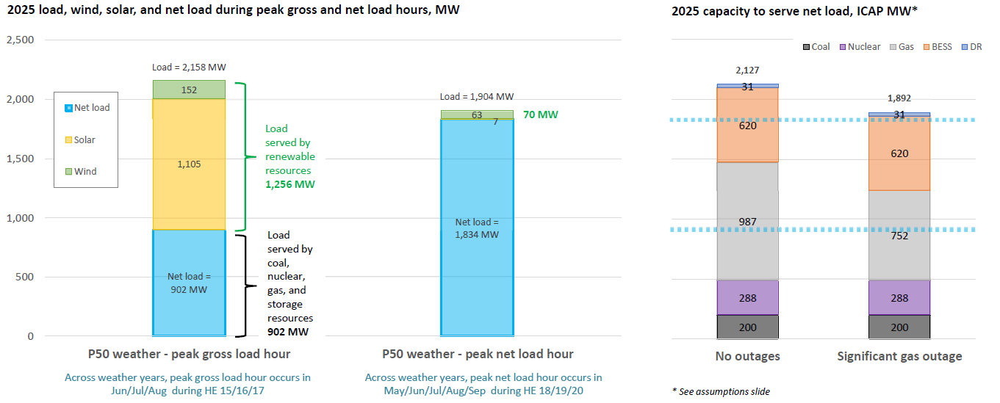 2025 load, wind, solar, and net load during peak gross and net load hours, MW
2,500
2,000
1,500
1,000
500
0
Net load
Solar
Wind
Load = 2,158 MW
152
1,105
Net load =
902 MW
Load
served by
renewable
resources
1,256 MW
Load
served by
coal,
nuclear,
gas, and
storage
resources
902 MW
Load = 1,904 MW
63
7
70 MW
Net load =
1,834 MW
P50 weather - peak gross load hour
P50 weather - peak net load hour
Across weather years, peak gross load hour occurs in
Jun/Jul/Aug during HE 15/16/17
Across weather years, peak net load hour occurs in
May/Jun/Jul/Aug/Sep during HE 18/19/20
2025 capacity to serve net load, ICAP MW*
Coal Nuclear Gas BESS DR
2,127
31
620
987
288
200
1,892
31
620
752
288
200
No outages
Significant gas outage
* See assumptions slide